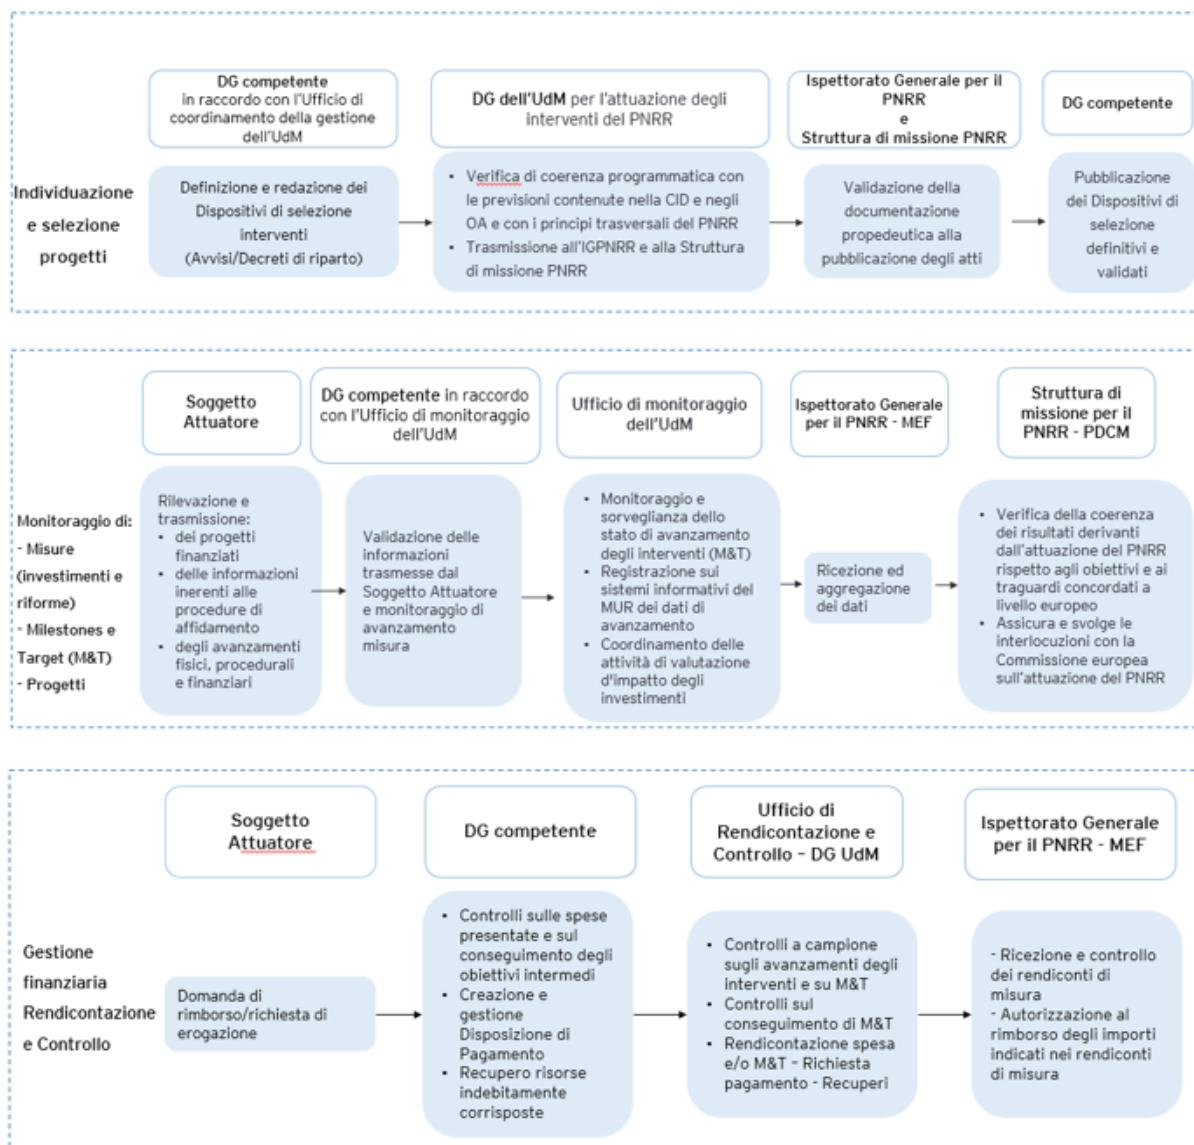 DG competente
in raccordo con l'Ufficio di
coordinamento della gestione
dell'UdM
DG dell'UdM per l'attuazione degli
interventi del PNRR
Ispettorato Generale per il
PNRR
e
Struttura di missione PNRR
DG competente
Individuazione
e selezione
progetti
Definizione e redazione dei
Dispositivi di selezione
interventi
(Avvisi/Decreti di riparto)
• Verifica di coerenza programmatica con
le previsioni contenute nella CID e negli
OA e con i principi trasversali del PNRR
• Trasmissione all'IGPNRR e alla Struttura
di missione PNRR
Validazione della
documentazione
propedeutica alla
pubblicazione degli atti
Pubblicazione
dei Dispositivi di
selezione
definitivi e
validati
Soggetto
Attuatore
DG competente in raccordo
con l'Ufficio di monitoraggio
dell'UdM
Ufficio di monitoraggio
dell'UdM
Ispettorato Generale
per il PNRR - MEF
Struttura di
missione per il
PNRR - PDCM
Monitoraggio di:
- Misure
(investimenti e
riforme)
- Milestones e
Target (M&T)
- Progetti
Rilevazione e
trasmissione:
• dei progetti
finanziati
• delle informazioni
inerenti alle
procedure di
affidamento
• degli avanzamenti
fisici, procedurali
e finanziari
Validazione delle
informazioni
trasmesse dal
Soggetto Attuatore
e monitoraggio di
avanzamento
misura
• Monitoraggio e
sorveglianza dello
stato di avanzamento
degli interventi (M&T)
• Registrazione sui
sistemi informativi del
MUR dei dati di
avanzamento
• Coordinamento delle
attività di valutazione
d'impatto degli
investimenti
Ricezione ed
aggregazione
dei dati
• Verifica della coerenza
dei risultati derivanti
dall'attuazione del PNRR
rispetto agli obiettivi e ai
traguardi concordati a
livello europeo
• Assicura e svolge le
interlocuzioni con la
Commissione europea
sull'attuazione del PNRR
Soggetto
Attuatore
DG competente
Ufficio di
Rendicontazione e
Controllo – DG UdM
Ispettorato Generale
per il PNRR - MEF
Gestione
finanziaria
Rendicontazione
e Controllo
Domanda di
rimborso/richiesta di
erogazione
• Controlli sulle spese
presentate e sul
conseguimento degli
obiettivi intermedi
• Creazione e
gestione
Disposizione di
Pagamento
• Recupero risorse
indebitamente
corrisposte
• Controlli a campione
sugli avanzamenti degli
interventi e su M&T
• Controlli sul
conseguimento di M&T
• Rendicontazione spesa
e/o M&T – Richiesta
pagamento - Recuperi
- Ricezione e controllo
dei rendiconti di
misura
- Autorizzazione al
rimborso degli importi
indicati nei rendiconti
di misura